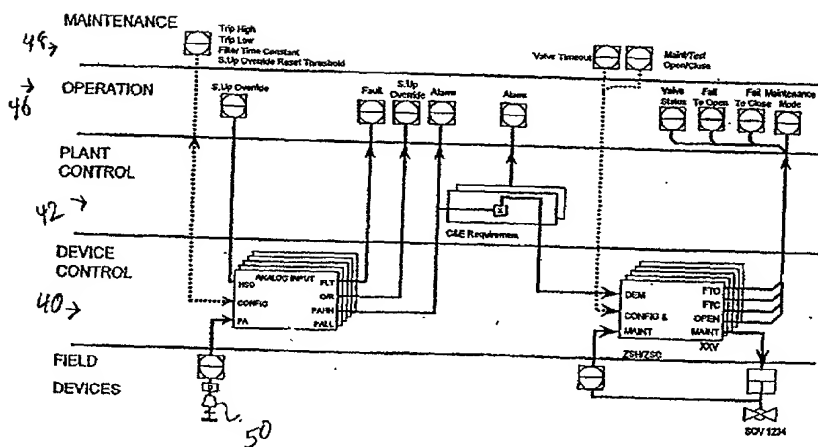 MAINTENANCE
Trip High
Trip Low
Filter Time Constant
S.Up Override Reset Threshold
Valve Timeout
Maint/Test
Open/Close
48
OPERATION
46
S.Up Override
Fault
S.Up
Override
Alarm
Alarm
Valve
Status
Fail
To Open
Fail
To Close
Maintenance
Mode
PLANT
CONTROL
42
C&E Requirement
X
DEVICE
CONTROL
40
ANALOG INPUT
FLT
CONFIG
O/R
PAHH
PA
PALL
DEM
FTO
FTC
CONFIG &
OPEN
MAINT
MAINT
XXV
FIELD
DEVICES
ZSH/ZSC
50
SOV 1234